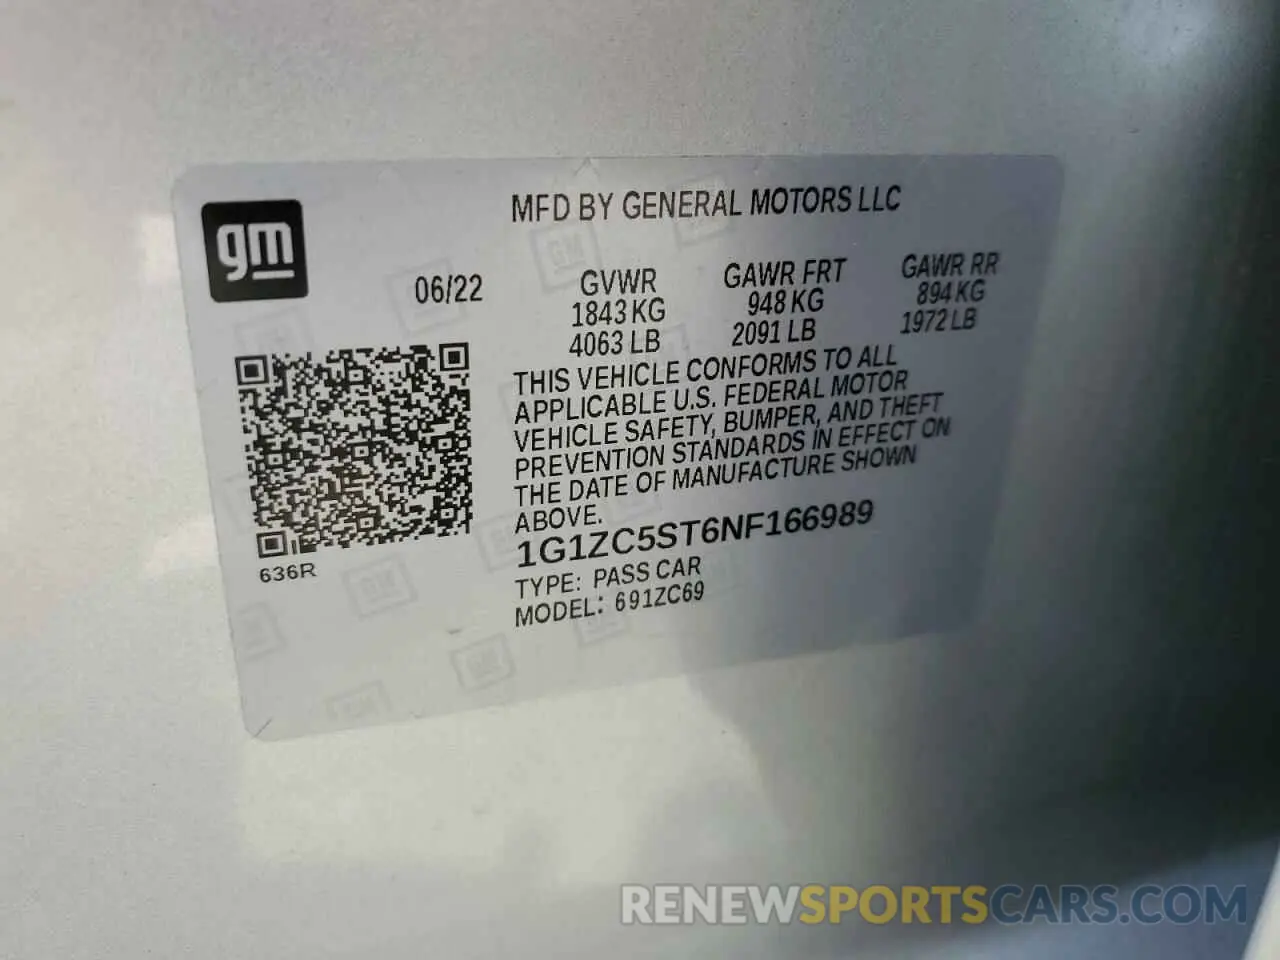 gm
MFD BY GENERAL MOTORS LLC
06/22
GVWR GAWR FRT GAWR RR
1843 KG 948 KG 894 KG
4063 LB 2091 LB 1972 LB
THIS VEHICLE CONFORMS TO ALL
APPLICABLE U.S. FEDERAL MOTOR
VEHICLE SAFETY, BUMPER, AND THEFT
PREVENTION STANDARDS IN EFFECT ON
THE DATE OF MANUFACTURE SHOWN
ABOVE.
1G1ZC5ST6NF166989
TYPE: PASS CAR
MODEL: 691ZC69
636R
RENEWSPORTSCARS.COM